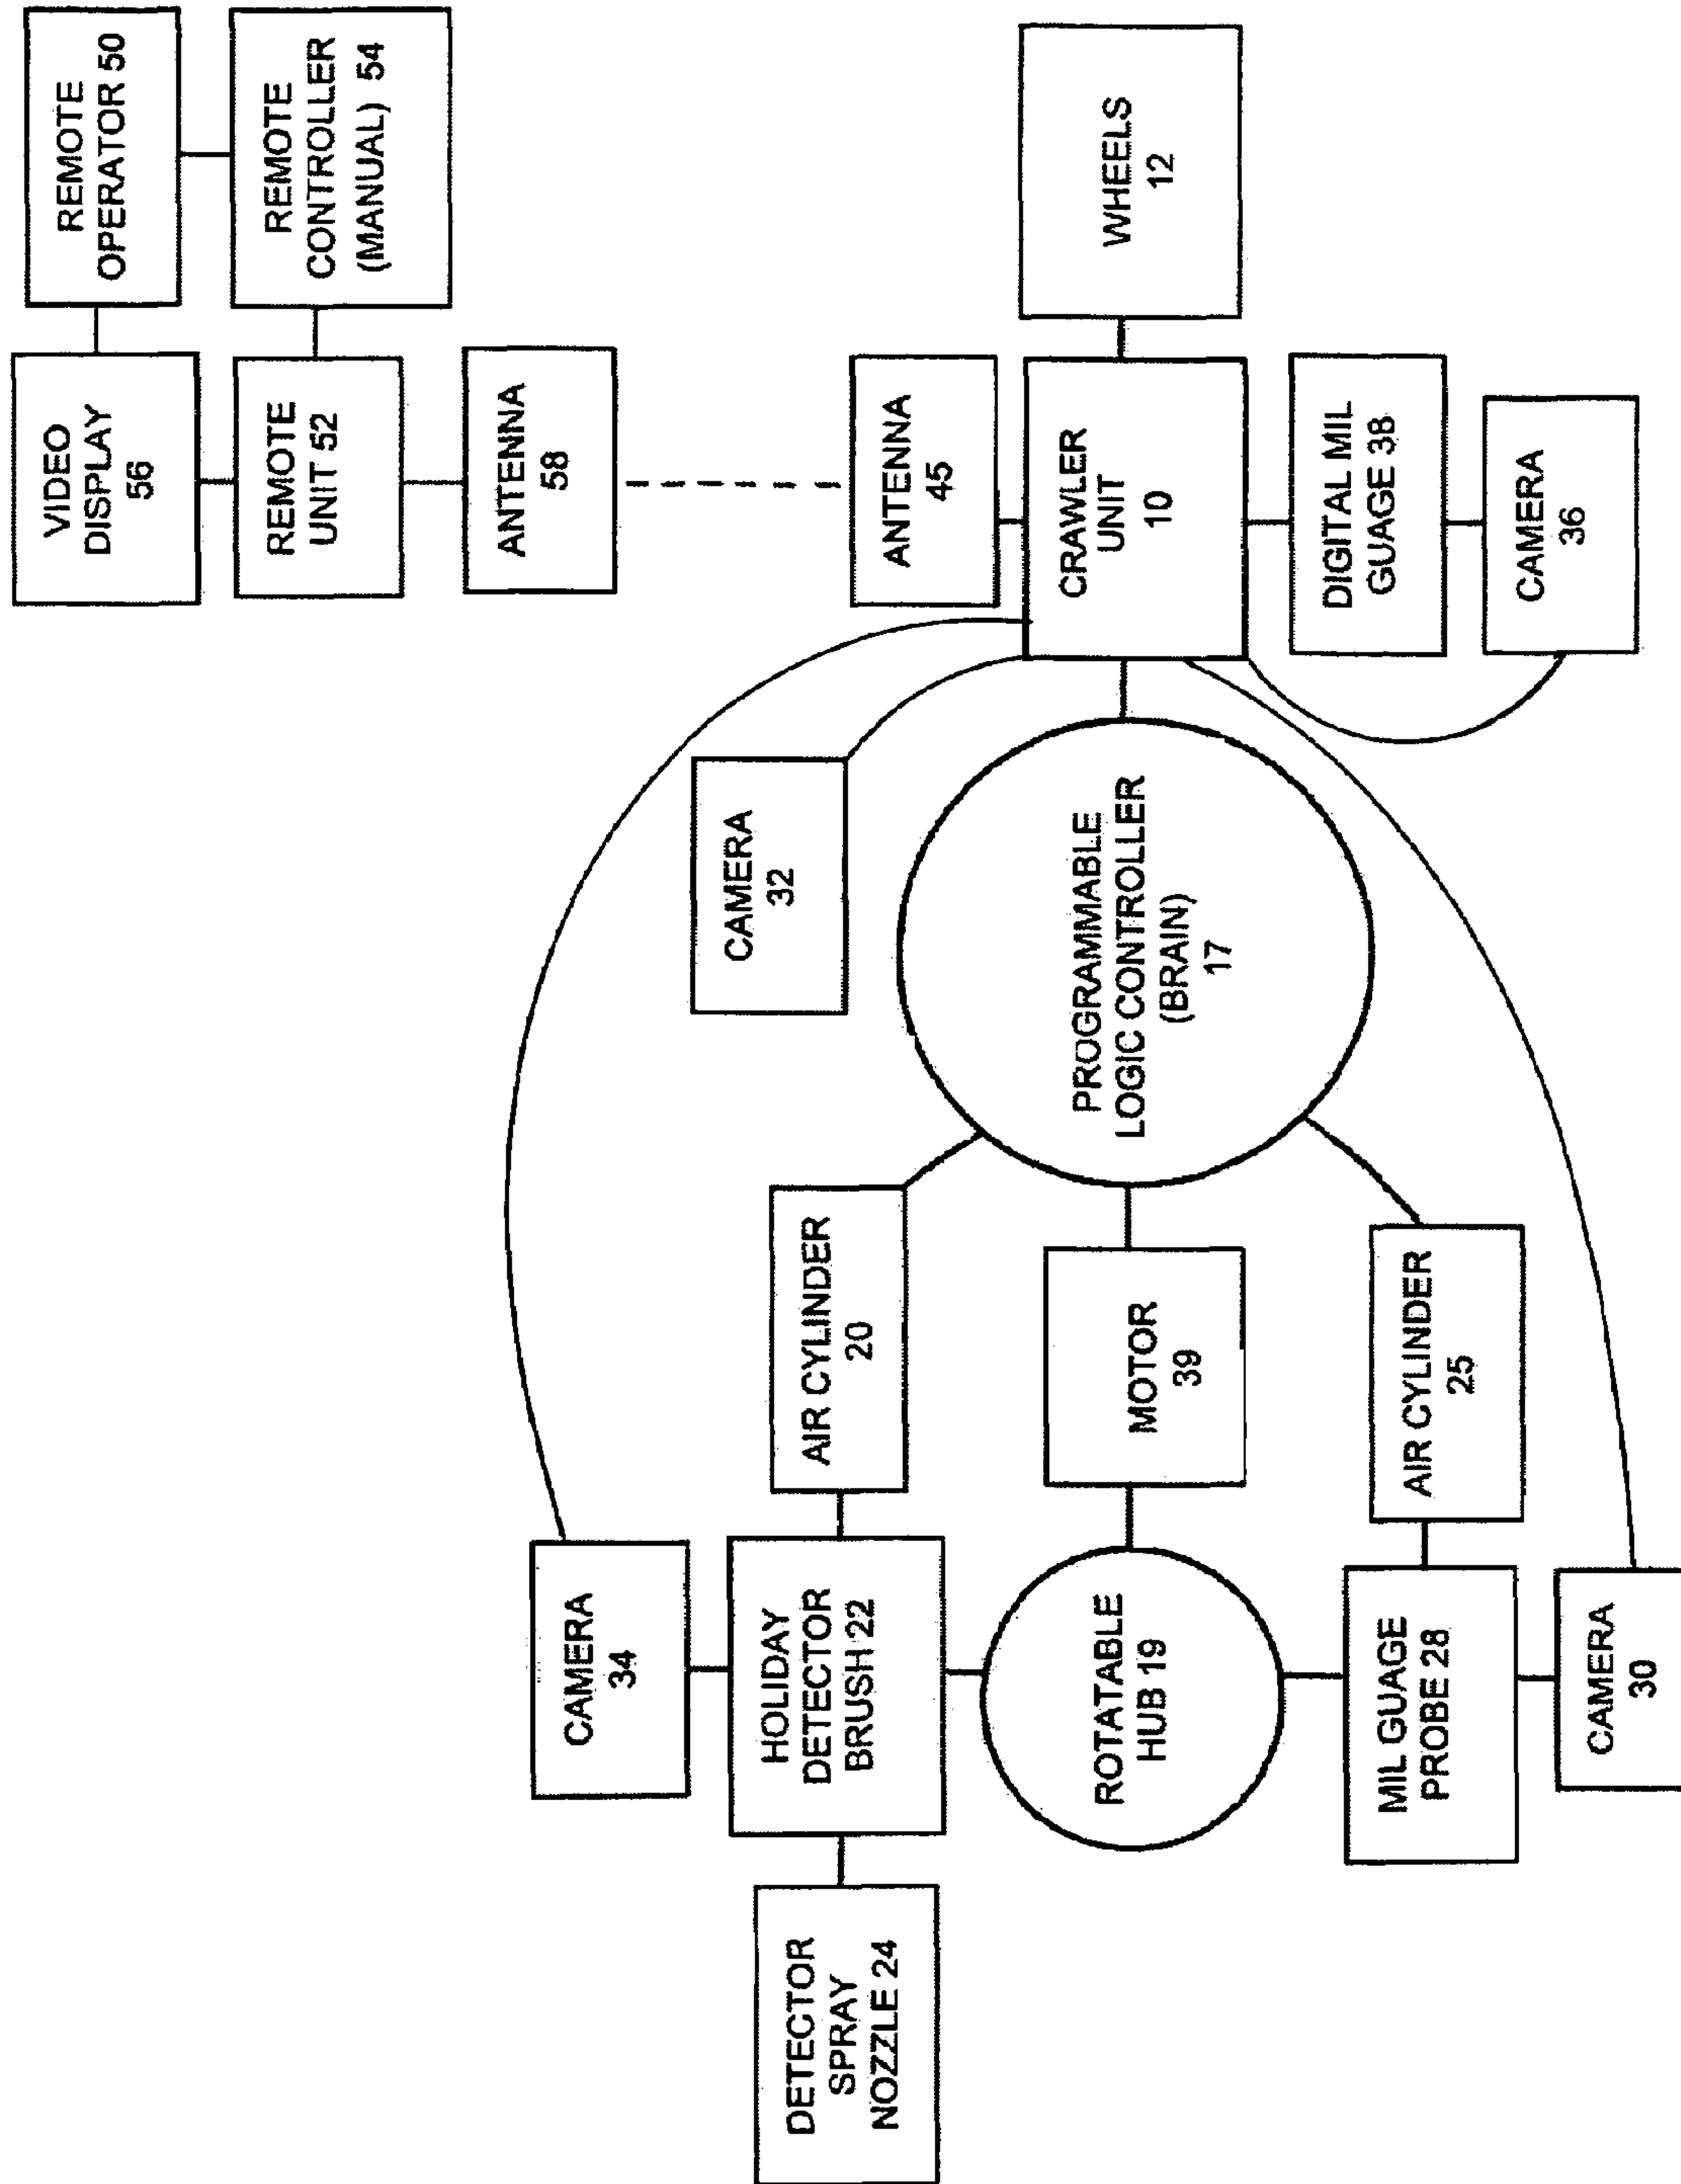 VIDEO
DISPLAY
56
REMOTE
OPERATOR 50
REMOTE
UNIT 52
REMOTE
CONTROLLER
(MANUAL) 54
ANTENNA
58
CAMERA
34
CAMERA
32
DETECTOR
SPRAY
NOZZLE 24
HOLIDAY
DETECTOR
BRUSH 22
AIR CYLINDER
20
ANTENNA
45
ROTATABLE
HUB 19
MOTOR
39
PROGRAMMABLE
LOGIC CONTROLLER
(BRAIN)
17
CRAWLER
UNIT
10
WHEELS
12
MIL GUAGE
PROBE 28
AIR CYLINDER
25
DIGITAL MIL
GUAGE 38
CAMERA
36
CAMERA
30